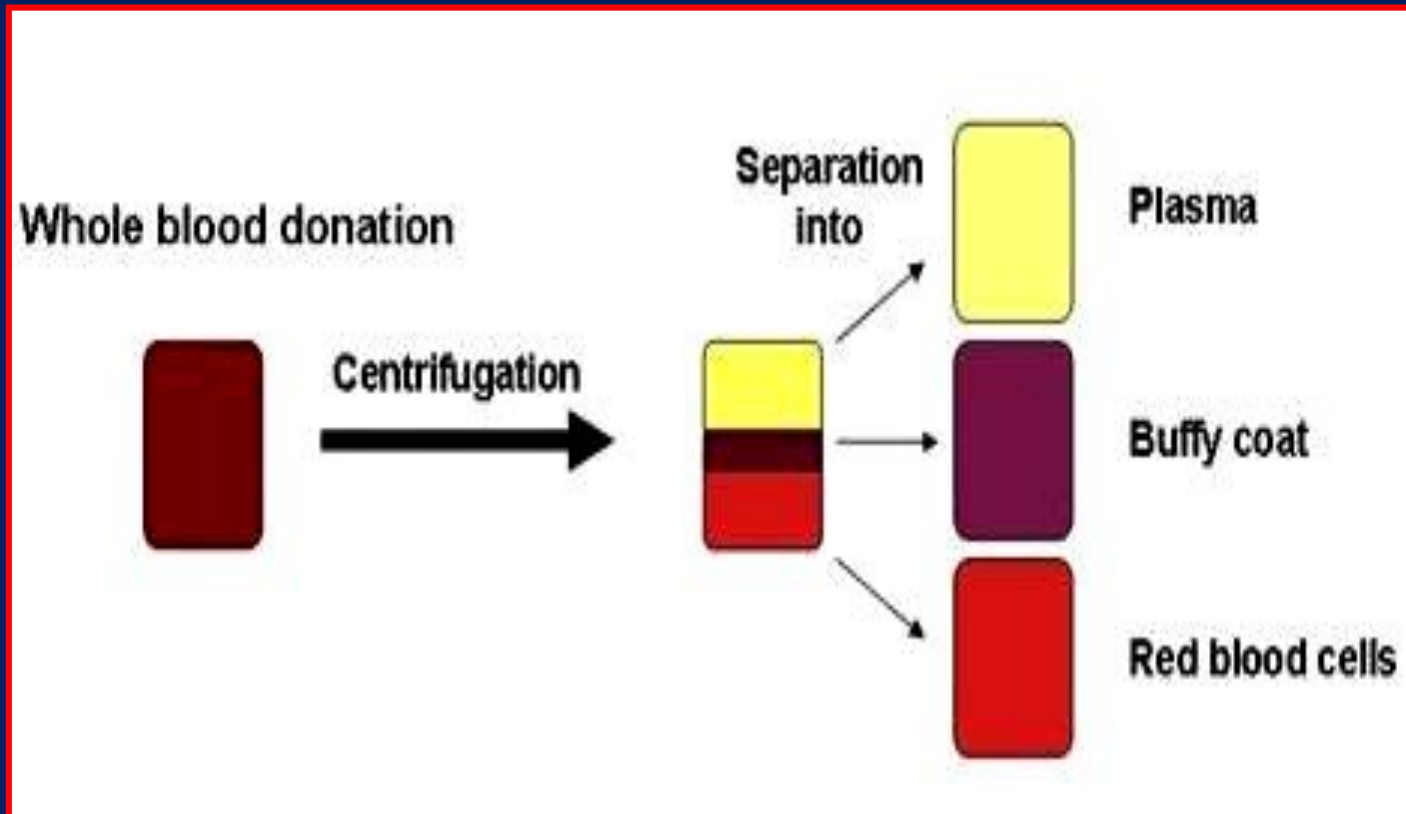 Whole blood donation
Centrifugation
Separation
into
Plasma
Buffy coat
Red blood cells